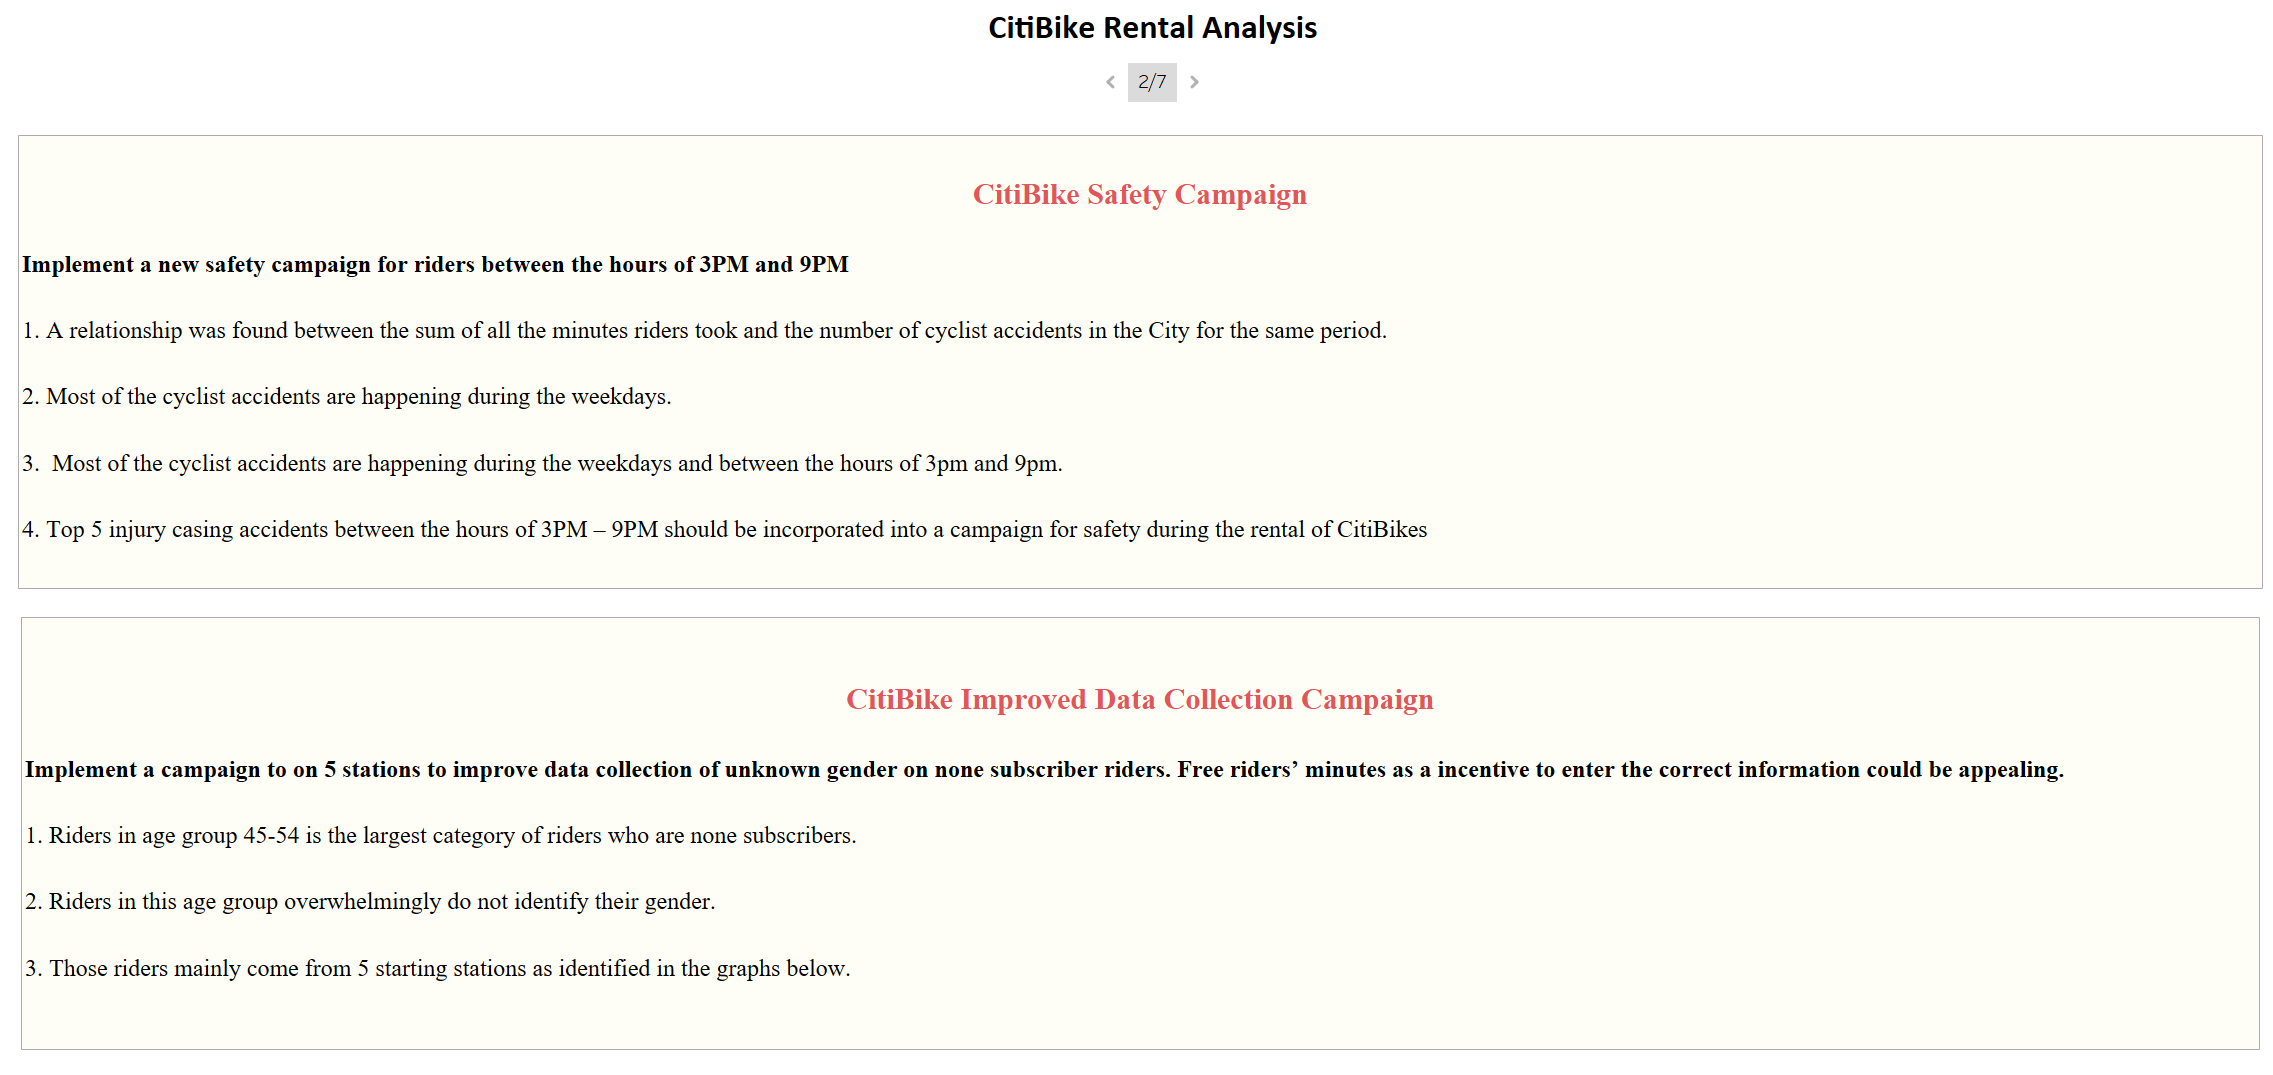 CitiBike Rental Analysis
2/7
CitiBike Safety Campaign
Implement a new safety campaign for riders between the hours of 3PM and 9PM
1. A relationship was found between the sum of all the minutes riders took and the number of cyclist accidents in the City for the same period.
2. Most of the cyclist accidents are happening during the weekdays.
3.  Most of the cyclist accidents are happening during the weekdays and between the hours of 3pm and 9pm.
4. Top 5 injury casing accidents between the hours of 3PM – 9PM should be incorporated into a campaign for safety during the rental of CitiBikes
CitiBike Improved Data Collection Campaign
Implement a campaign to on 5 stations to improve data collection of unknown gender on none subscriber riders. Free riders’ minutes as a incentive to enter the correct information could be appealing.
1. Riders in age group 45-54 is the largest category of riders who are none subscribers.
2. Riders in this age group overwhelmingly do not identify their gender.
3. Those riders mainly come from 5 starting stations as identified in the graphs below.